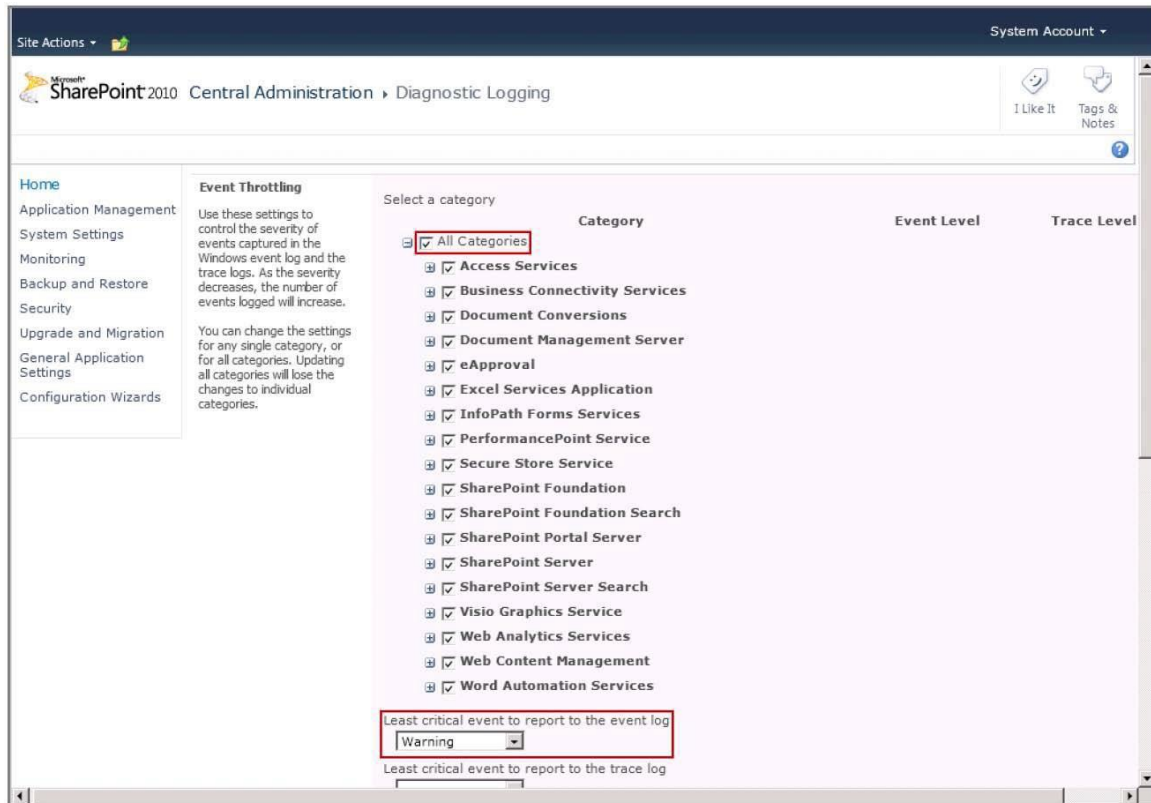 System Account
Site Actions
Microsoft
SharePoint 2010 Central Administration › Diagnostic Logging
I Like It
Tags &
Notes
Home
Application Management
System Settings
Monitoring
Backup and Restore
Security
Upgrade and Migration
General Application
Settings
Configuration Wizards
Event Throttling
Use these settings to
control the severity of
events captured in the
Windows event log and the
trace logs. As the severity
decreases, the number of
events logged will increase.
You can change the settings
for any single category, or
for all categories. Updating
all categories will lose the
changes to individual
categories.
Select a category
Category Event Level Trace Level
All Categories
Access Services
Business Connectivity Services
Document Conversions
Document Management Server
eApproval
Excel Services Application
InfoPath Forms Services
PerformancePoint Service
Secure Store Service
SharePoint Foundation
SharePoint Foundation Search
SharePoint Portal Server
SharePoint Server
SharePoint Server Search
Visio Graphics Service
Web Analytics Services
Web Content Management
Word Automation Services
Least critical event to report to the event log
Warning
Least critical event to report to the trace log